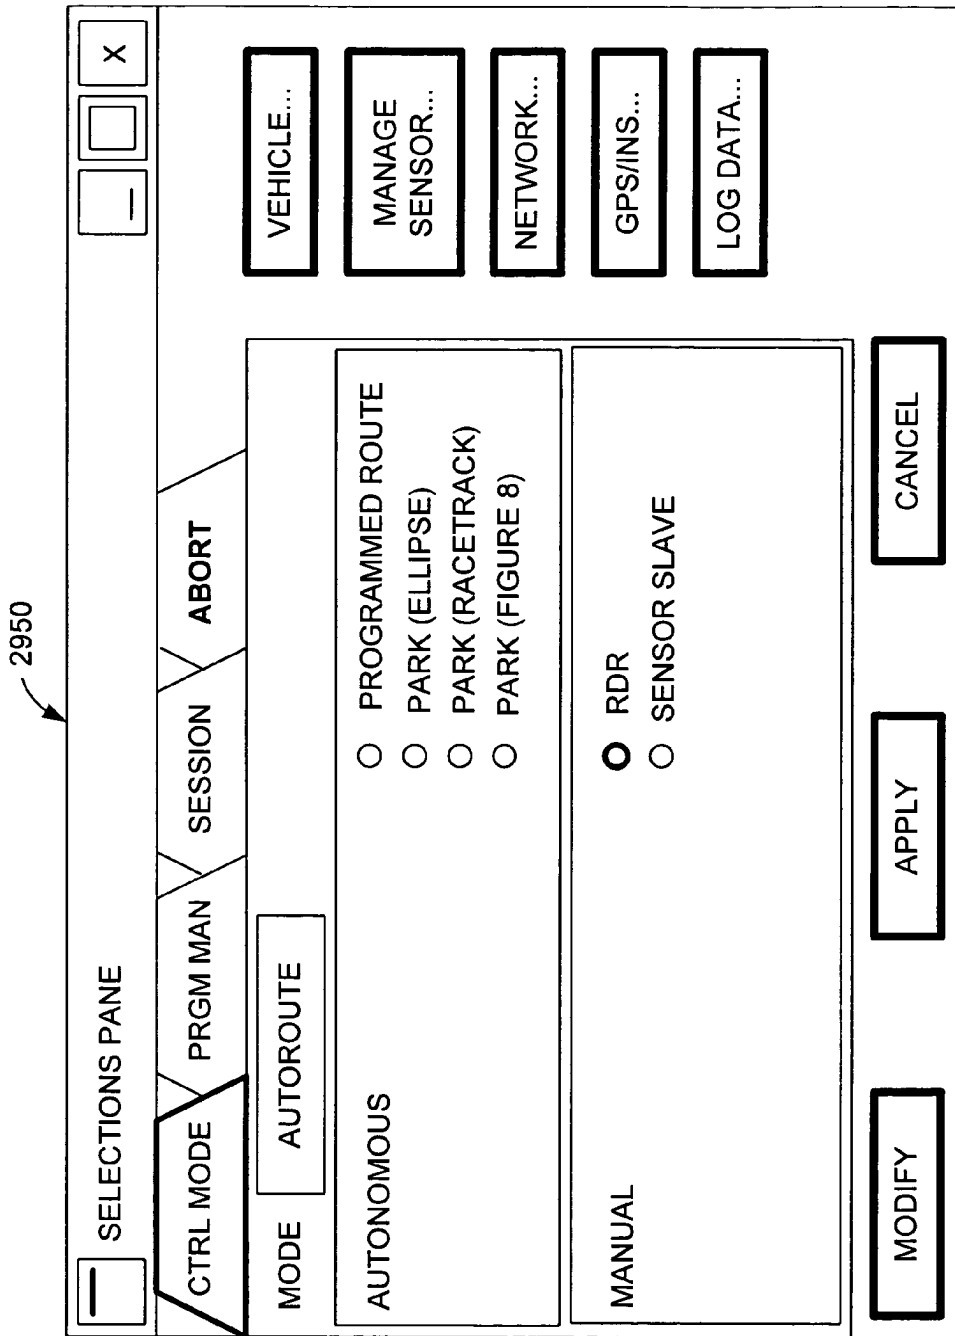 2950
SELECTIONS PANE
X
CTRL MODE
PRGM MAN
SESSION
ABORT
MODE
AUTOROUTE
AUTONOMOUS
PROGRAMMED ROUTE
PARK (ELLIPSE)
PARK (RACETRACK)
PARK (FIGURE 8)
MANUAL
RDR
SENSOR SLAVE
VEHICLE...
MANAGE
SENSOR...
NETWORK...
GPS/INS...
LOG DATA...
MODIFY
APPLY
CANCEL